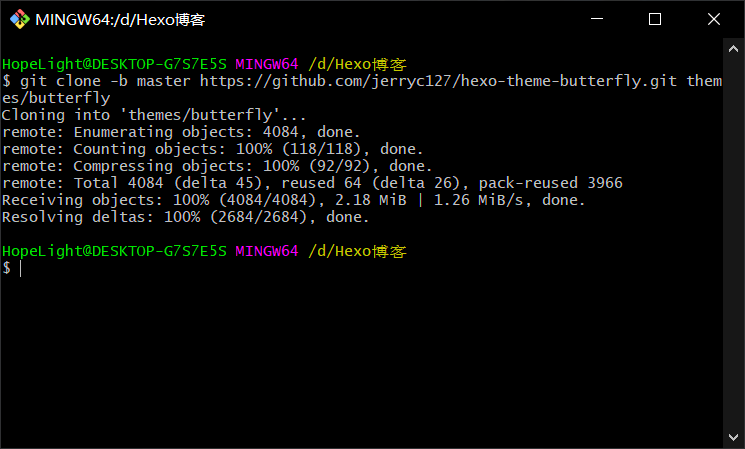 MINGW64:/d/Hexo博客
HopeLight@DESKTOP-G7S7E5S MINGW64 /d/Hexo博客
$ git clone -b master https://github.com/jerryc127/hexo-theme-butterfly.git them
es/butterfly
Cloning into 'themes/butterfly'...
remote: Enumerating objects: 4084, done.
remote: Counting objects: 100% (118/118), done.
remote: Compressing objects: 100% (92/92), done.
remote: Total 4084 (delta 45), reused 64 (delta 26), pack-reused 3966
Receiving objects: 100% (4084/4084), 2.18 MiB | 1.26 MiB/s, done.
Resolving deltas: 100% (2684/2684), done.
HopeLight@DESKTOP-G7S7E5S MINGW64 /d/Hexo博客
$